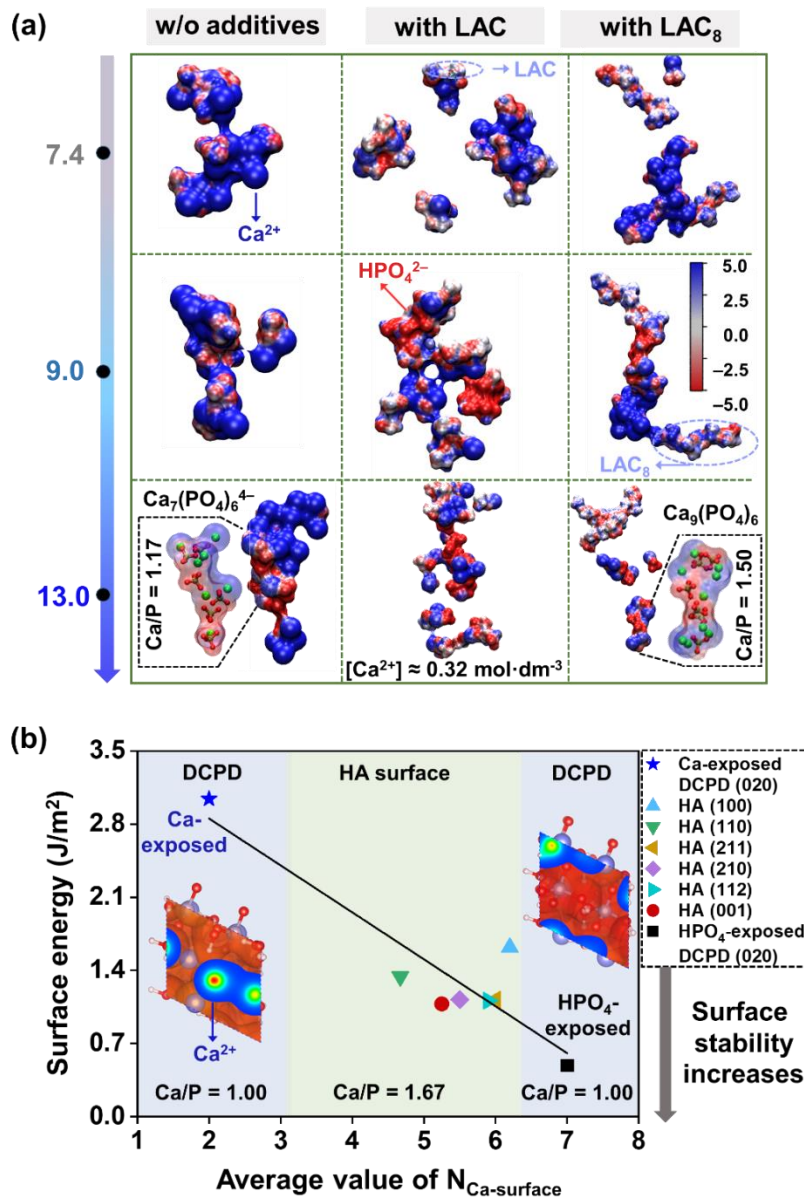 (a)
w/o additives
with LAC
with LAC₈
7.4
Ca²⁺
LAC
9.0
HPO₄²⁻
5.0
2.5
0.0
−2.5
−5.0
LAC₈
13.0
Ca₇(PO₄)₆⁴⁻
Ca/P = 1.17
[Ca²⁺] ≈ 0.32 mol·dm⁻³
Ca₉(PO₄)₆
Ca/P = 1.50
(b)
Surface energy (J/m²)
3.5
2.8
2.1
1.4
0.7
0.0
DCPD
HA surface
DCPD
Ca-
exposed
Ca²⁺
HPO₄-
exposed
Ca/P = 1.00
Ca/P = 1.67
Ca/P = 1.00
1 2 3 4 5 6 7 8
Average value of N_Ca-surface
Ca-exposed
DCPD (020)
HA (100)
HA (110)
HA (211)
HA (210)
HA (112)
HA (001)
HPO₄-exposed
DCPD (020)
Surface
stability
increases